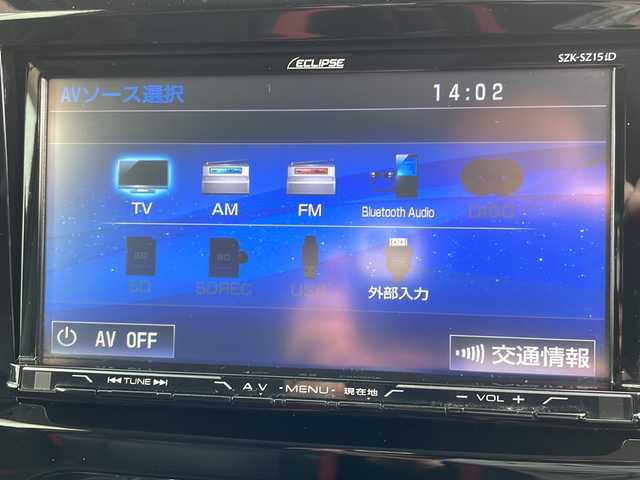 ECLIPSE
SZK-SZ15iD
AVソース選択
14:02
TV
AM
FM
Bluetooth Audio
DISC
SD
SDREC
USB
外部入力
AV OFF
交通情報
TUNE
AV
-MENU-
現在地
− VOL +